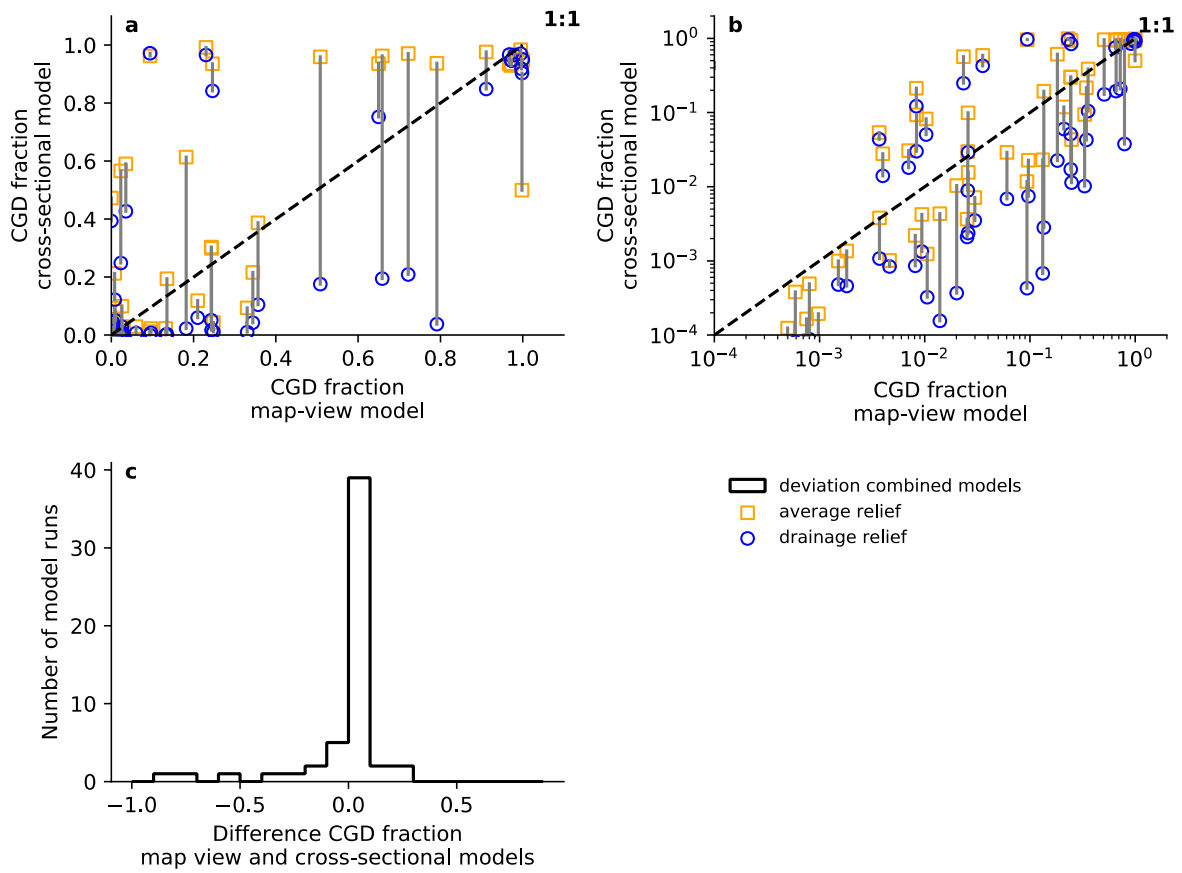 a
1:1
1.0
0.8
0.6
0.4
0.2
0.0
CGD fraction
cross-sectional model
0.0 0.2 0.4 0.6 0.8 1.0
CGD fraction
map-view model
b
1:1
10⁰
10⁻¹
10⁻²
10⁻³
10⁻⁴
CGD fraction
cross-sectional model
10⁻⁴ 10⁻³ 10⁻² 10⁻¹ 10⁰
CGD fraction
map-view model
c
40
30
20
10
0
Number of model runs
−1.0 −0.5 0.0 0.5
Difference CGD fraction
map view and cross-sectional models
deviation combined models
average relief
drainage relief